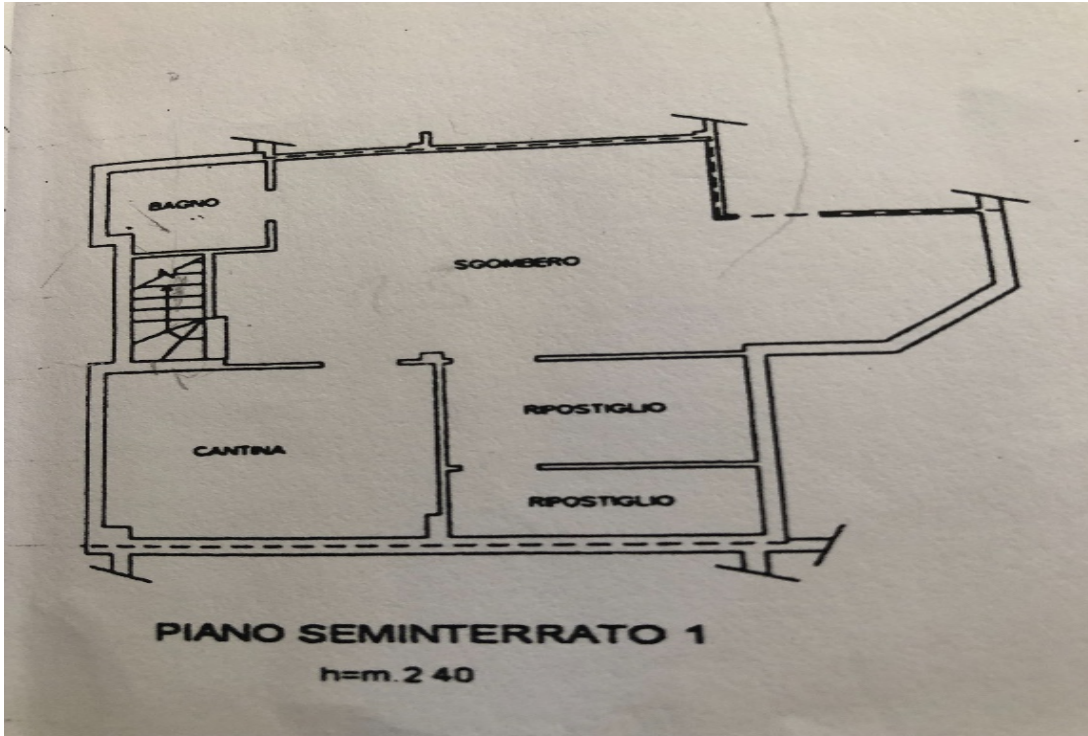 BAGNO
SGOMBERO
RIPOSTIGLIO
CANTINA
RIPOSTIGLIO
PIANO SEMINTERRATO 1
h=m.2 40